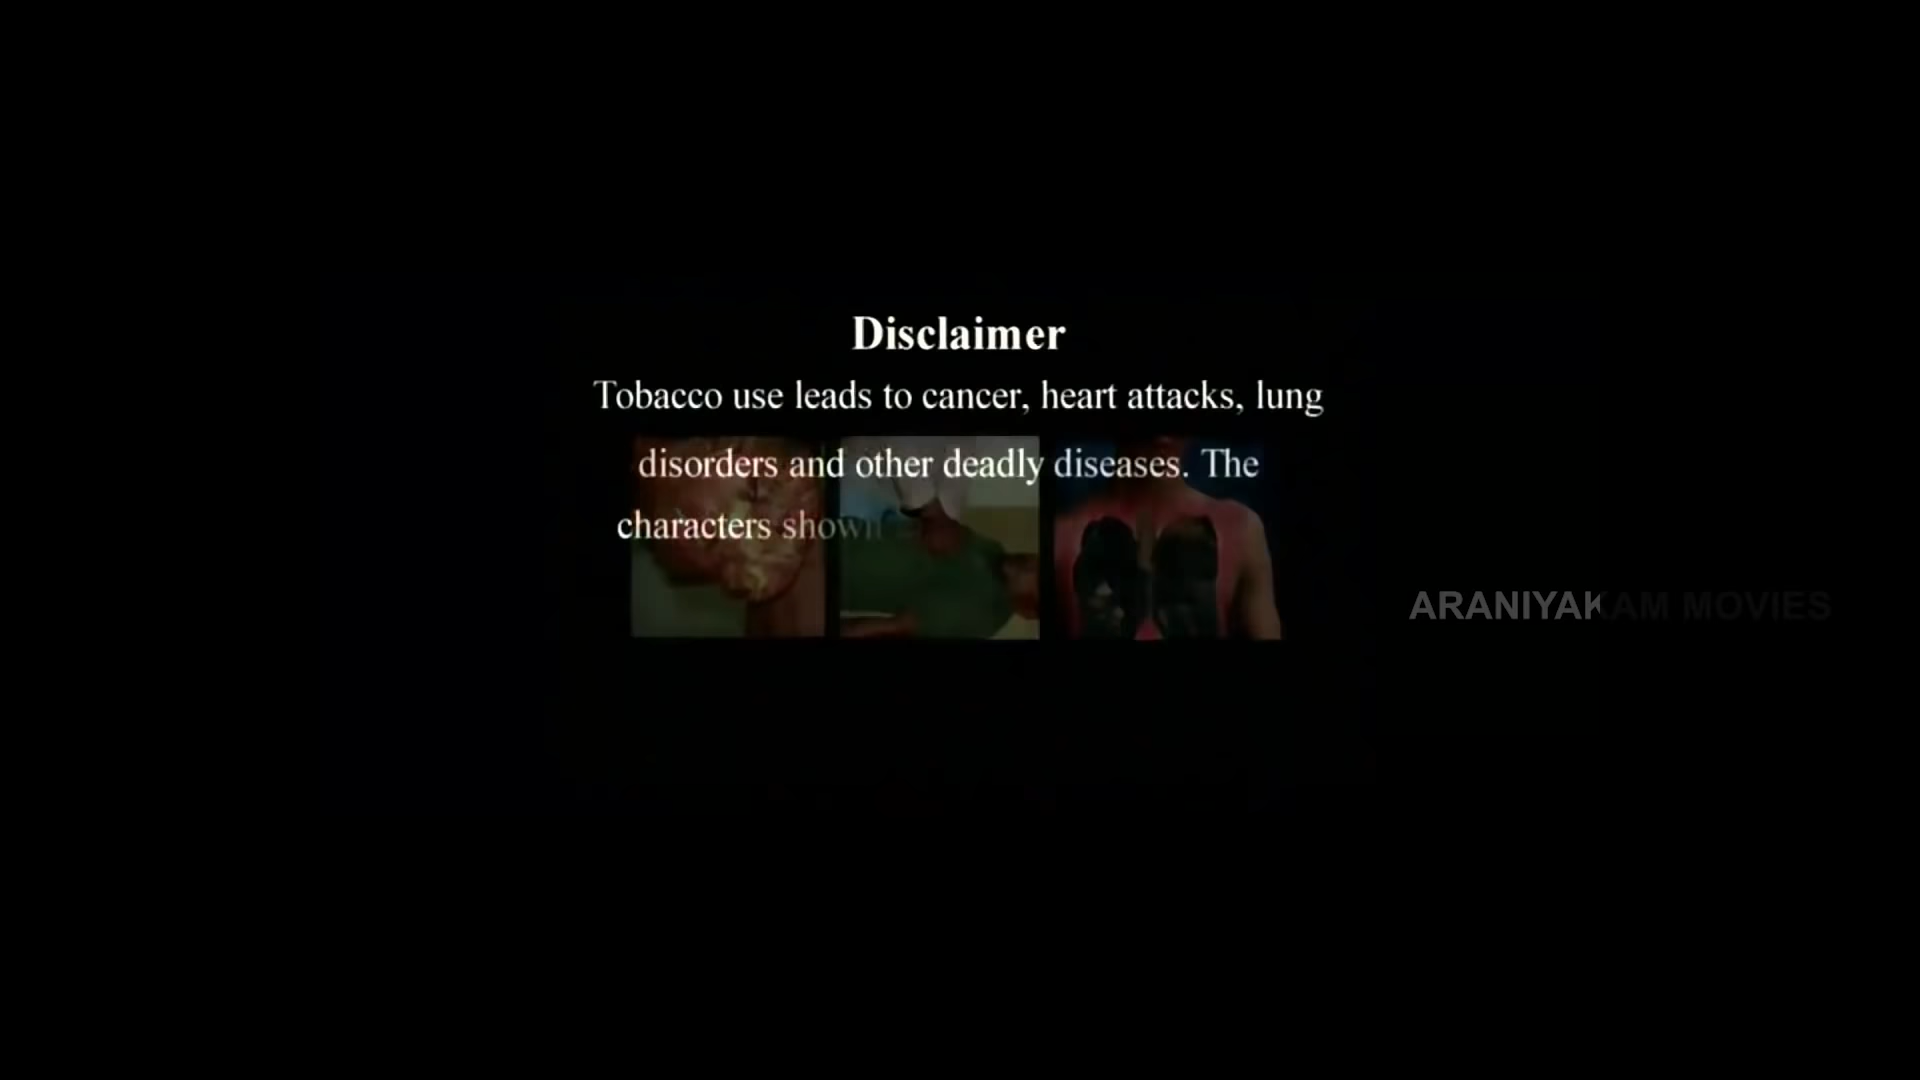 Disclaimer
Tobacco use leads to cancer, heart attacks, lung
disorders and other deadly diseases. The
characters shown
ARANIYAKAM MOVIES